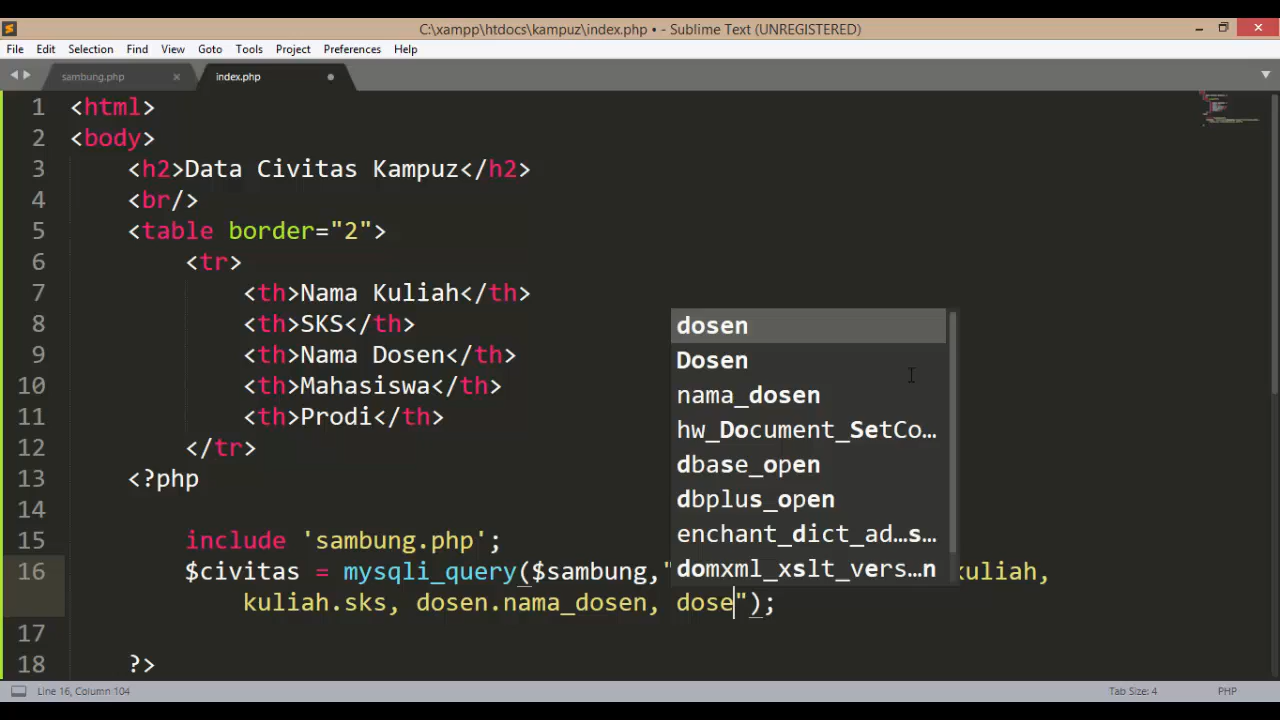 C:\xampp\htdocs\kampuz\index.php • - Sublime Text (UNREGISTERED)
File Edit Selection Find View Goto Tools Project Preferences Help
sambung.php × index.php
1 <html>
2 <body>
3 <h2>Data Civitas Kampuz</h2>
4 <br/>
5 <table border="2">
6 <tr>
7 <th>Nama Kuliah</th>
8 <th>SKS</th>
9 <th>Nama Dosen</th>
10 <th>Mahasiswa</th>
11 <th>Prodi</th>
12 </tr>
13 <?php
14
15 include 'sambung.php';
16 $civitas = mysqli_query($sambung," kuliah,
kuliah.sks, dosen.nama_dosen, dose");
17
18 ?>
dosen
Dosen
nama_dosen
hw_Document_SetCo…
dbase_open
dbplus_open
enchant_dict_ad…s…
domxml_xslt_vers…n
Line 16, Column 104 Tab Size: 4 PHP